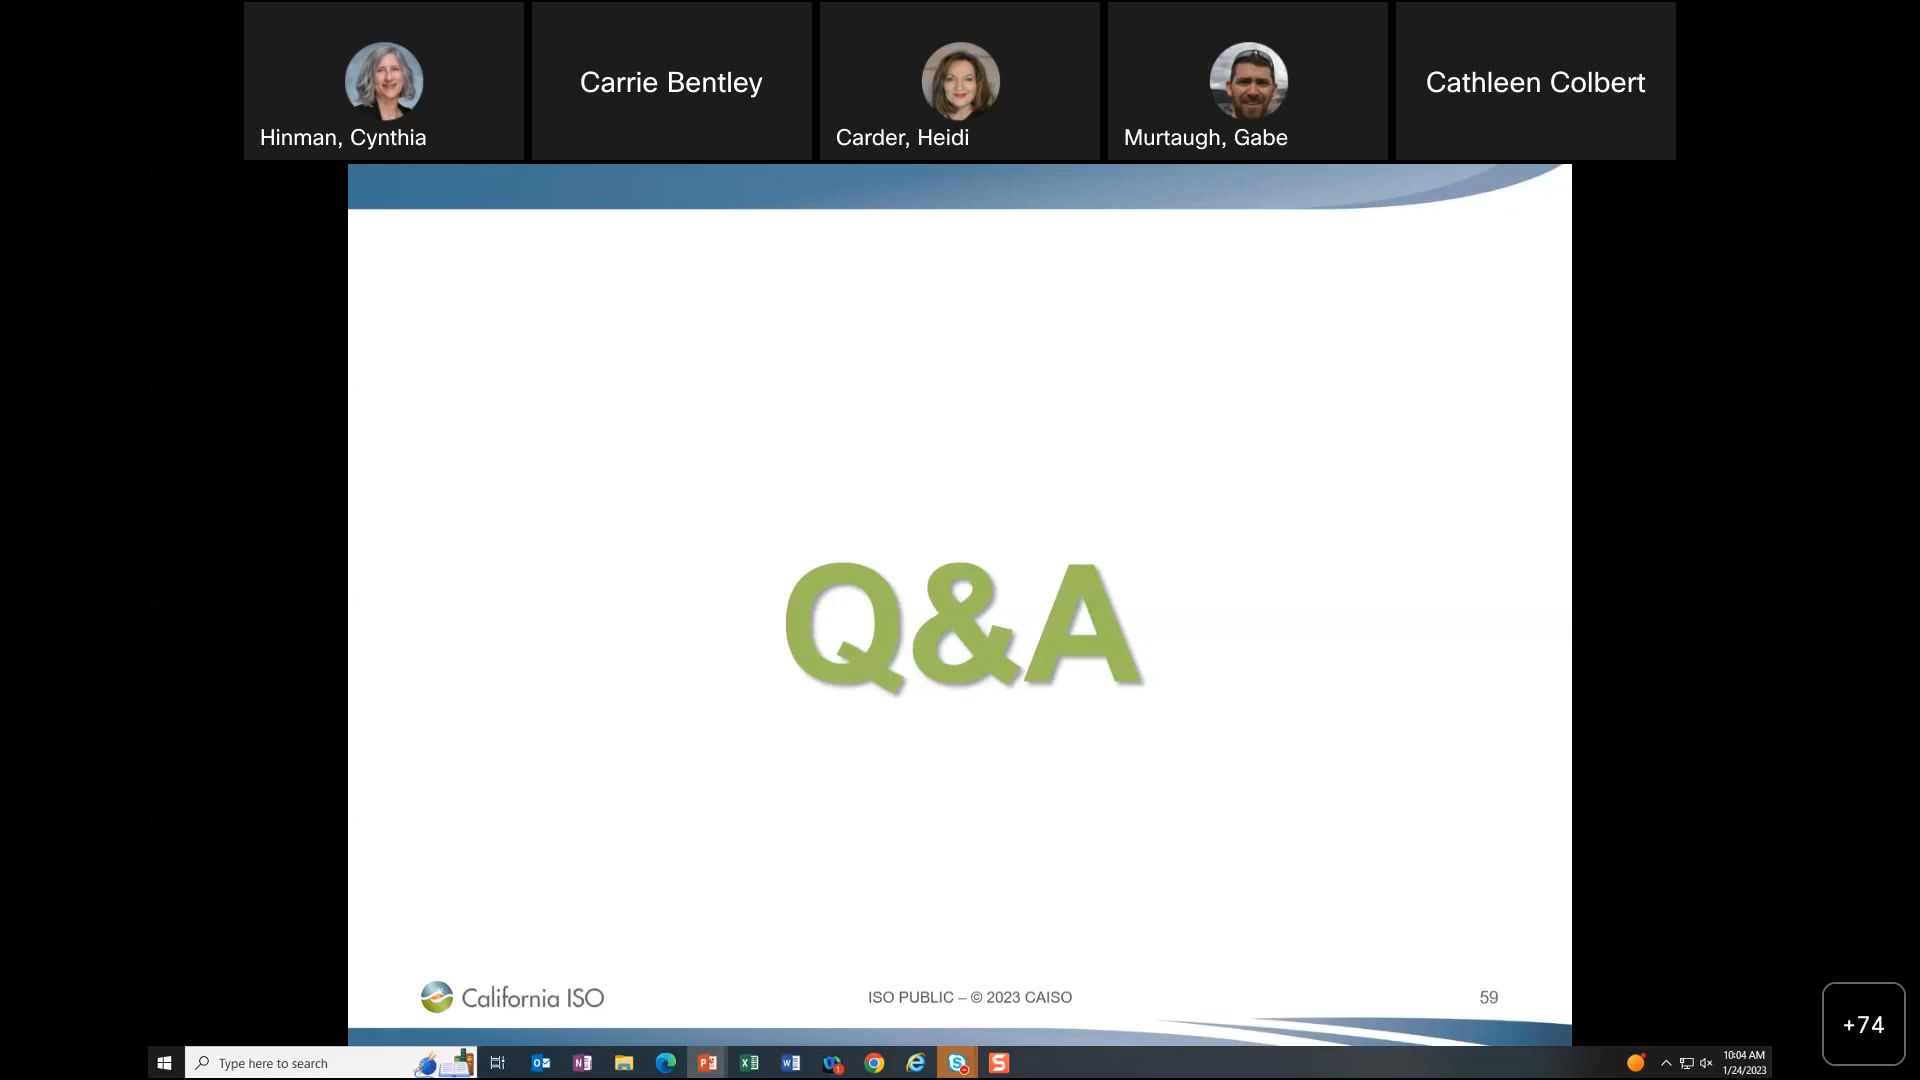 Hinman, Cynthia
Carrie Bentley
Carder, Heidi
Murtaugh, Gabe
Cathleen Colbert
Q&A
California ISO
ISO PUBLIC – © 2023 CAISO
59
+74
Type here to search
10:04 AM
1/24/2023